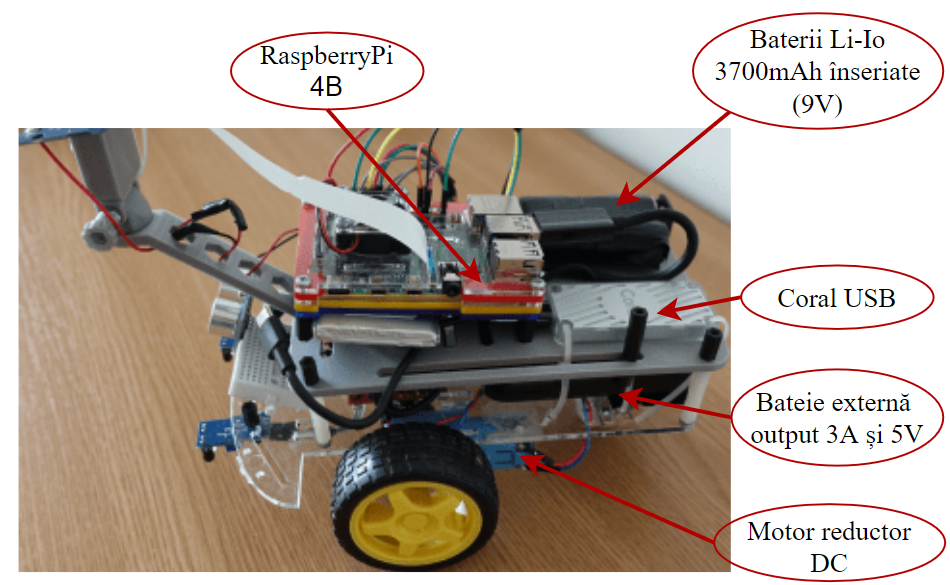 RaspberryPi
4B
Baterii Li-Io
3700mAh înseriate
(9V)
Coral USB
Bateie externă
output 3A și 5V
Motor reductor
DC